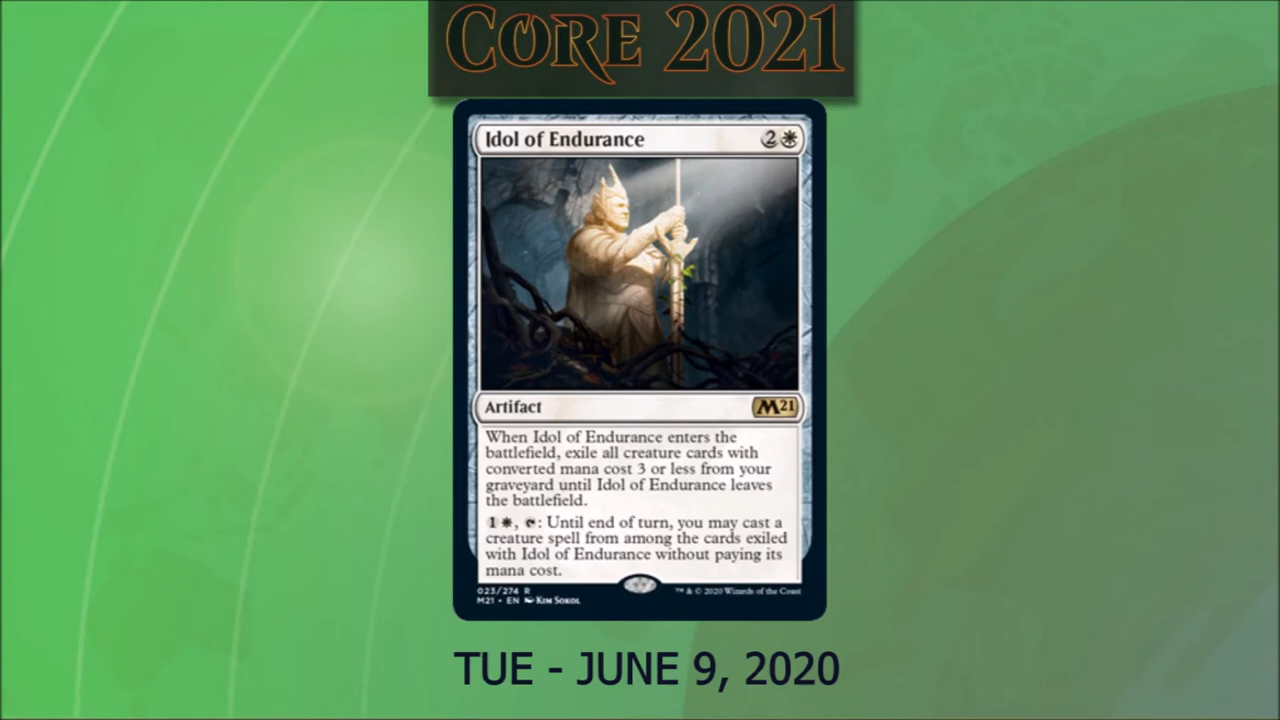 CORE 2021
Idol of Endurance 2
Artifact M21
When Idol of Endurance enters the
battlefield, exile all creature cards with
converted mana cost 3 or less from your
graveyard until Idol of Endurance leaves
the battlefield.
1 , : Until end of turn, you may cast a
creature spell from among the cards exiled
with Idol of Endurance without paying its
mana cost.
023/274 R
M21 • EN KIM SOKOL
™ & © 2020 Wizards of the Coast
TUE - JUNE 9, 2020